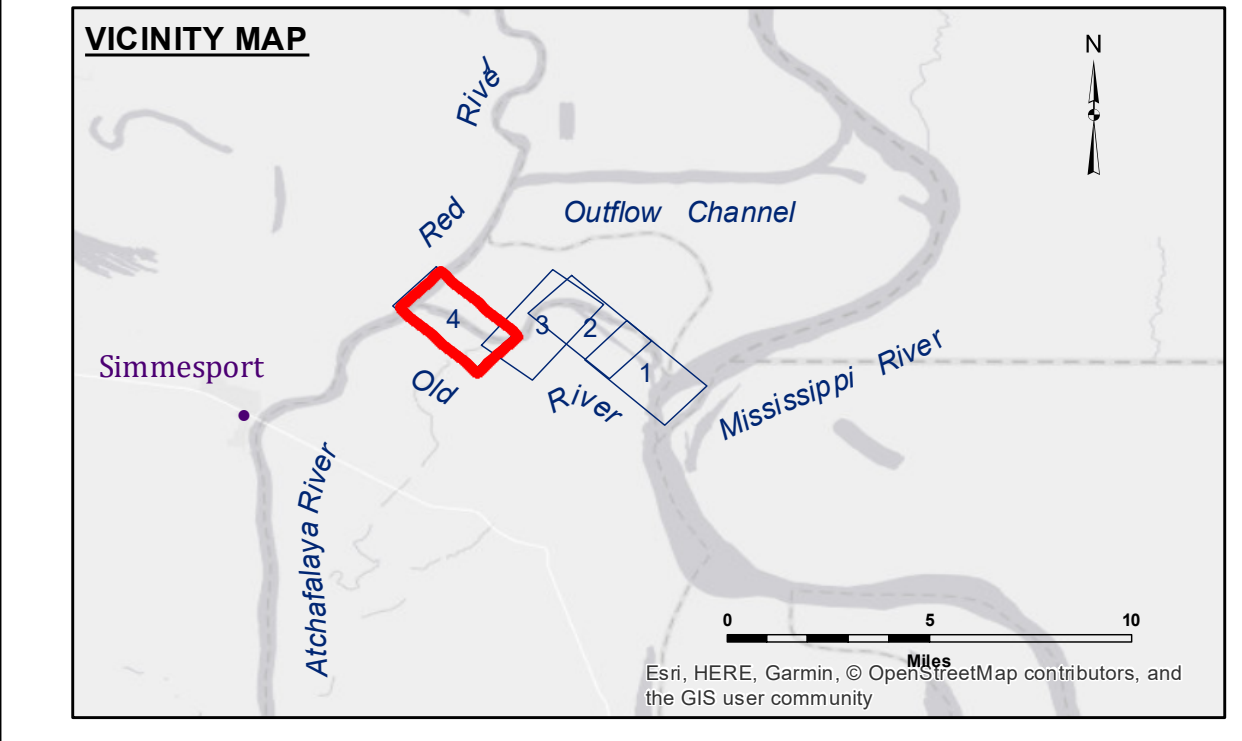 VICINITY MAP
N
Red River
Outflow Channel
4
3
2
1
Simmesport
Old River
Mississippi River
Atchafalaya River
0 5 10
Miles
Esri, HERE, Garmin, © OpenStreetMap contributors, and
the GIS user community